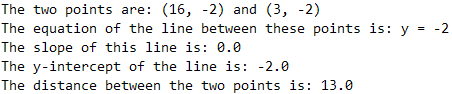 The two points are: (16, -2) and (3, -2)
The equation of the line between these points is: y = -2
The slope of this line is: 0.0
The y-intercept of the line is: -2.0
The distance between the two points is: 13.0